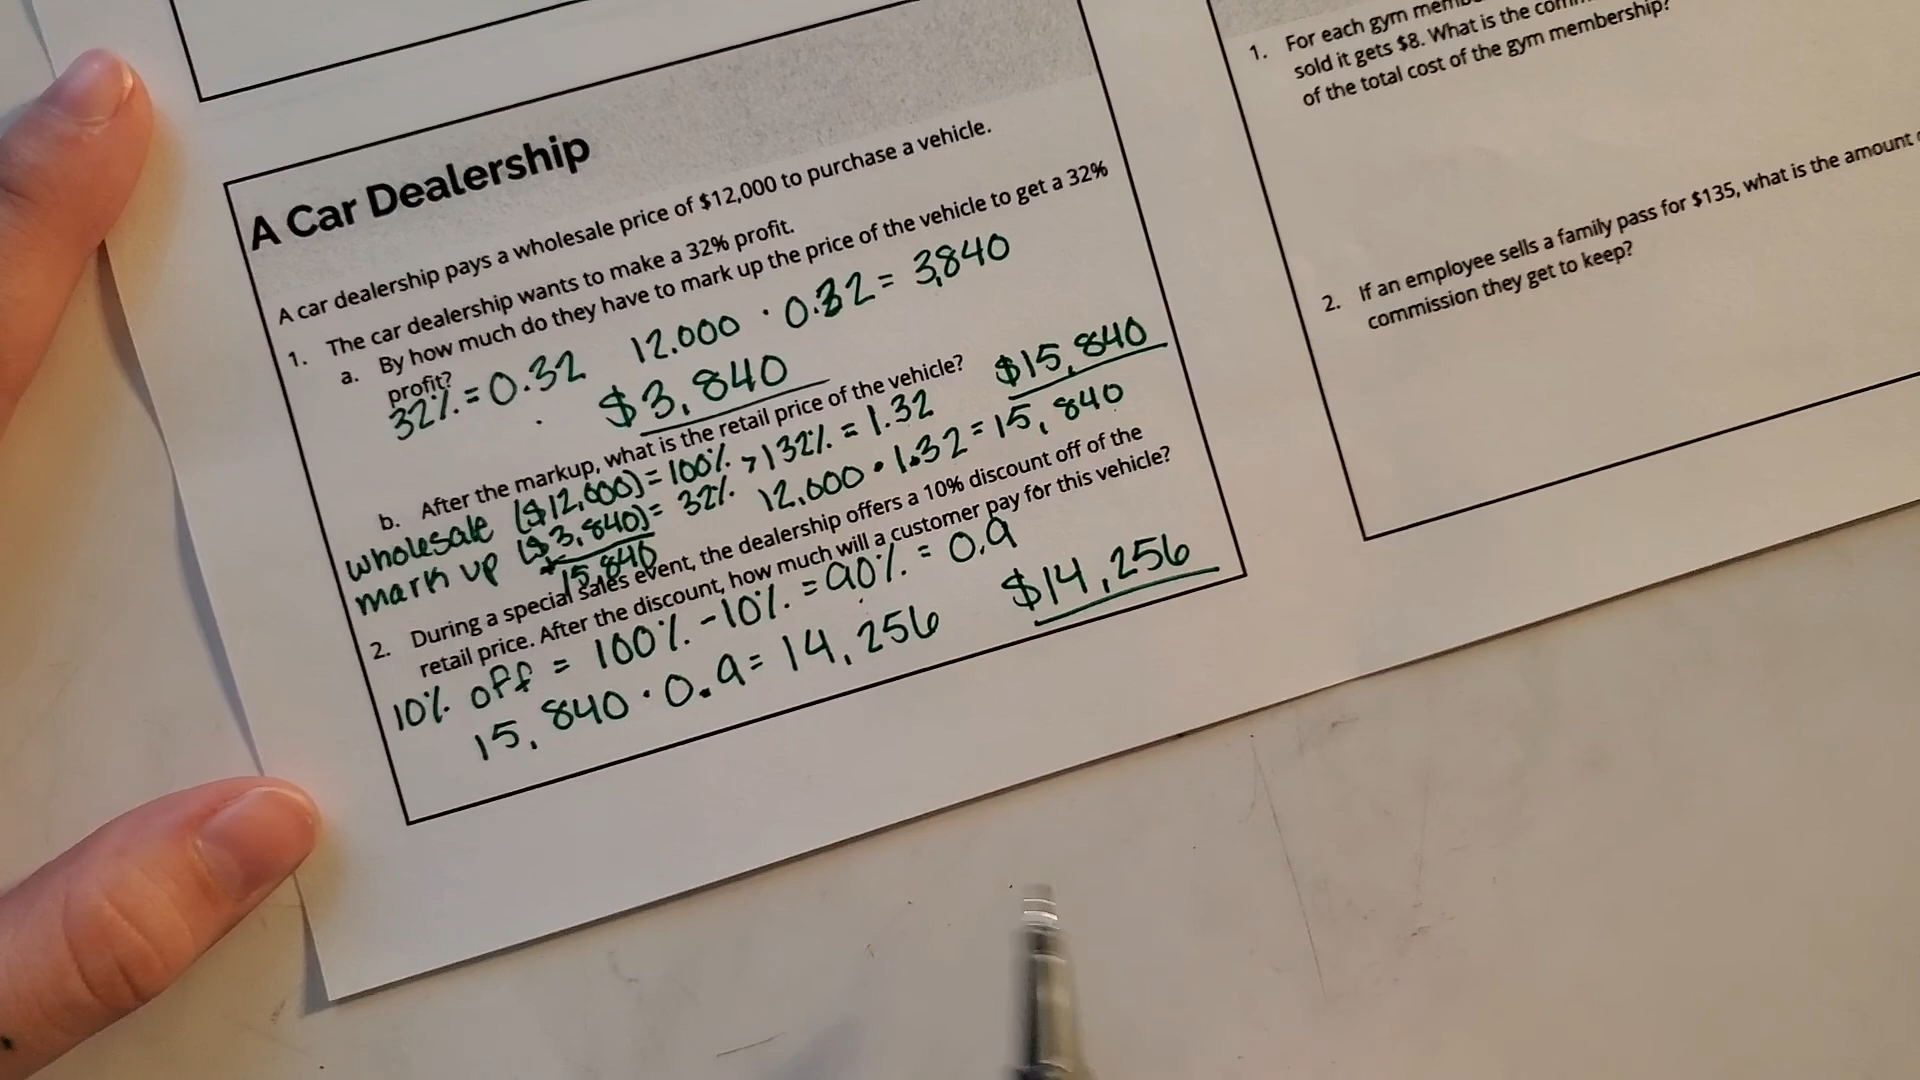 A Car Dealership
A car dealership pays a wholesale price of $12,000 to purchase a vehicle.
1. The car dealership wants to make a 32% profit.
a. By how much do they have to mark up the price of the vehicle to get a 32%
profit?
32% = 0.32 12.000 · 0.32 = 3,840
$3,840
b. After the markup, what is the retail price of the vehicle? $15,840
wholesale ($12,000) = 100% > 132% = 1.32
mark up ($3,840) = 32% 12,000 · 1.32 = 15,840
+ 15,840
2. During a special sales event, the dealership offers a 10% discount off of the
retail price. After the discount, how much will a customer pay for this vehicle?
10% off = 100% - 10% = 90% = 0.9
15,840 · 0.9 = 14,256 $14,256
1. For each gym
sold it gets $8. What is the
of the total cost of the gym membership?
2. If an employee sells a family pass for $135, what is the amount
commission they get to keep?